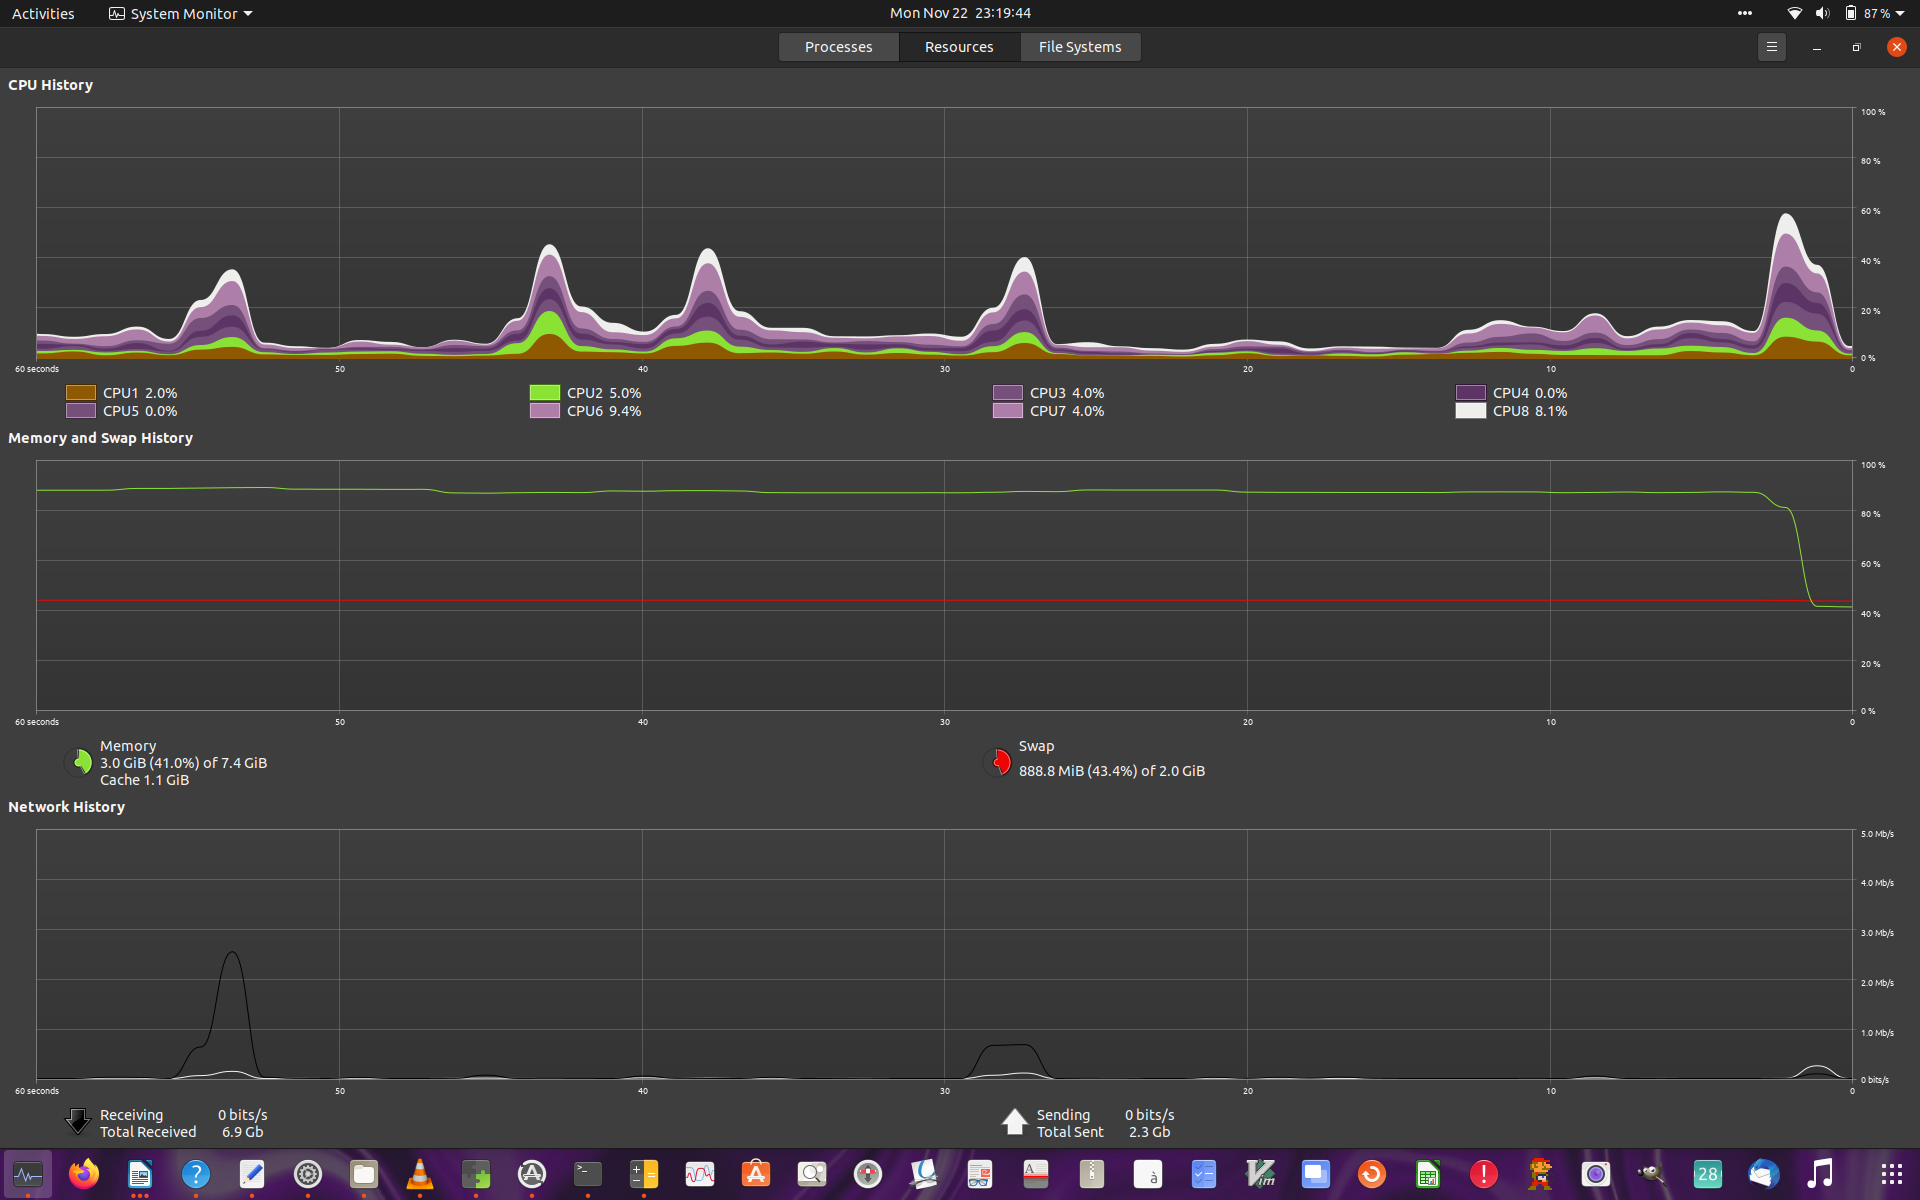 Activities System Monitor Mon Nov 22 23:19:44 87 %
Processes Resources File Systems
CPU History
100 %
80 %
60 %
40 %
20 %
0 %
60 seconds 50 40 30 20 10 0
CPU1 2.0% CPU2 5.0% CPU3 4.0% CPU4 0.0%
CPU5 0.0% CPU6 9.4% CPU7 4.0% CPU8 8.1%
Memory and Swap History
100 %
80 %
60 %
40 %
20 %
0 %
60 seconds 50 40 30 20 10 0
Memory
3.0 GiB (41.0%) of 7.4 GiB
Cache 1.1 GiB
Swap
888.8 MiB (43.4%) of 2.0 GiB
Network History
5.0 Mb/s
4.0 Mb/s
3.0 Mb/s
2.0 Mb/s
1.0 Mb/s
0 bits/s
60 seconds 50 40 30 20 10 0
Receiving 0 bits/s
Total Received 6.9 Gb
Sending 0 bits/s
Total Sent 2.3 Gb
? >_ A à Vim ! 28